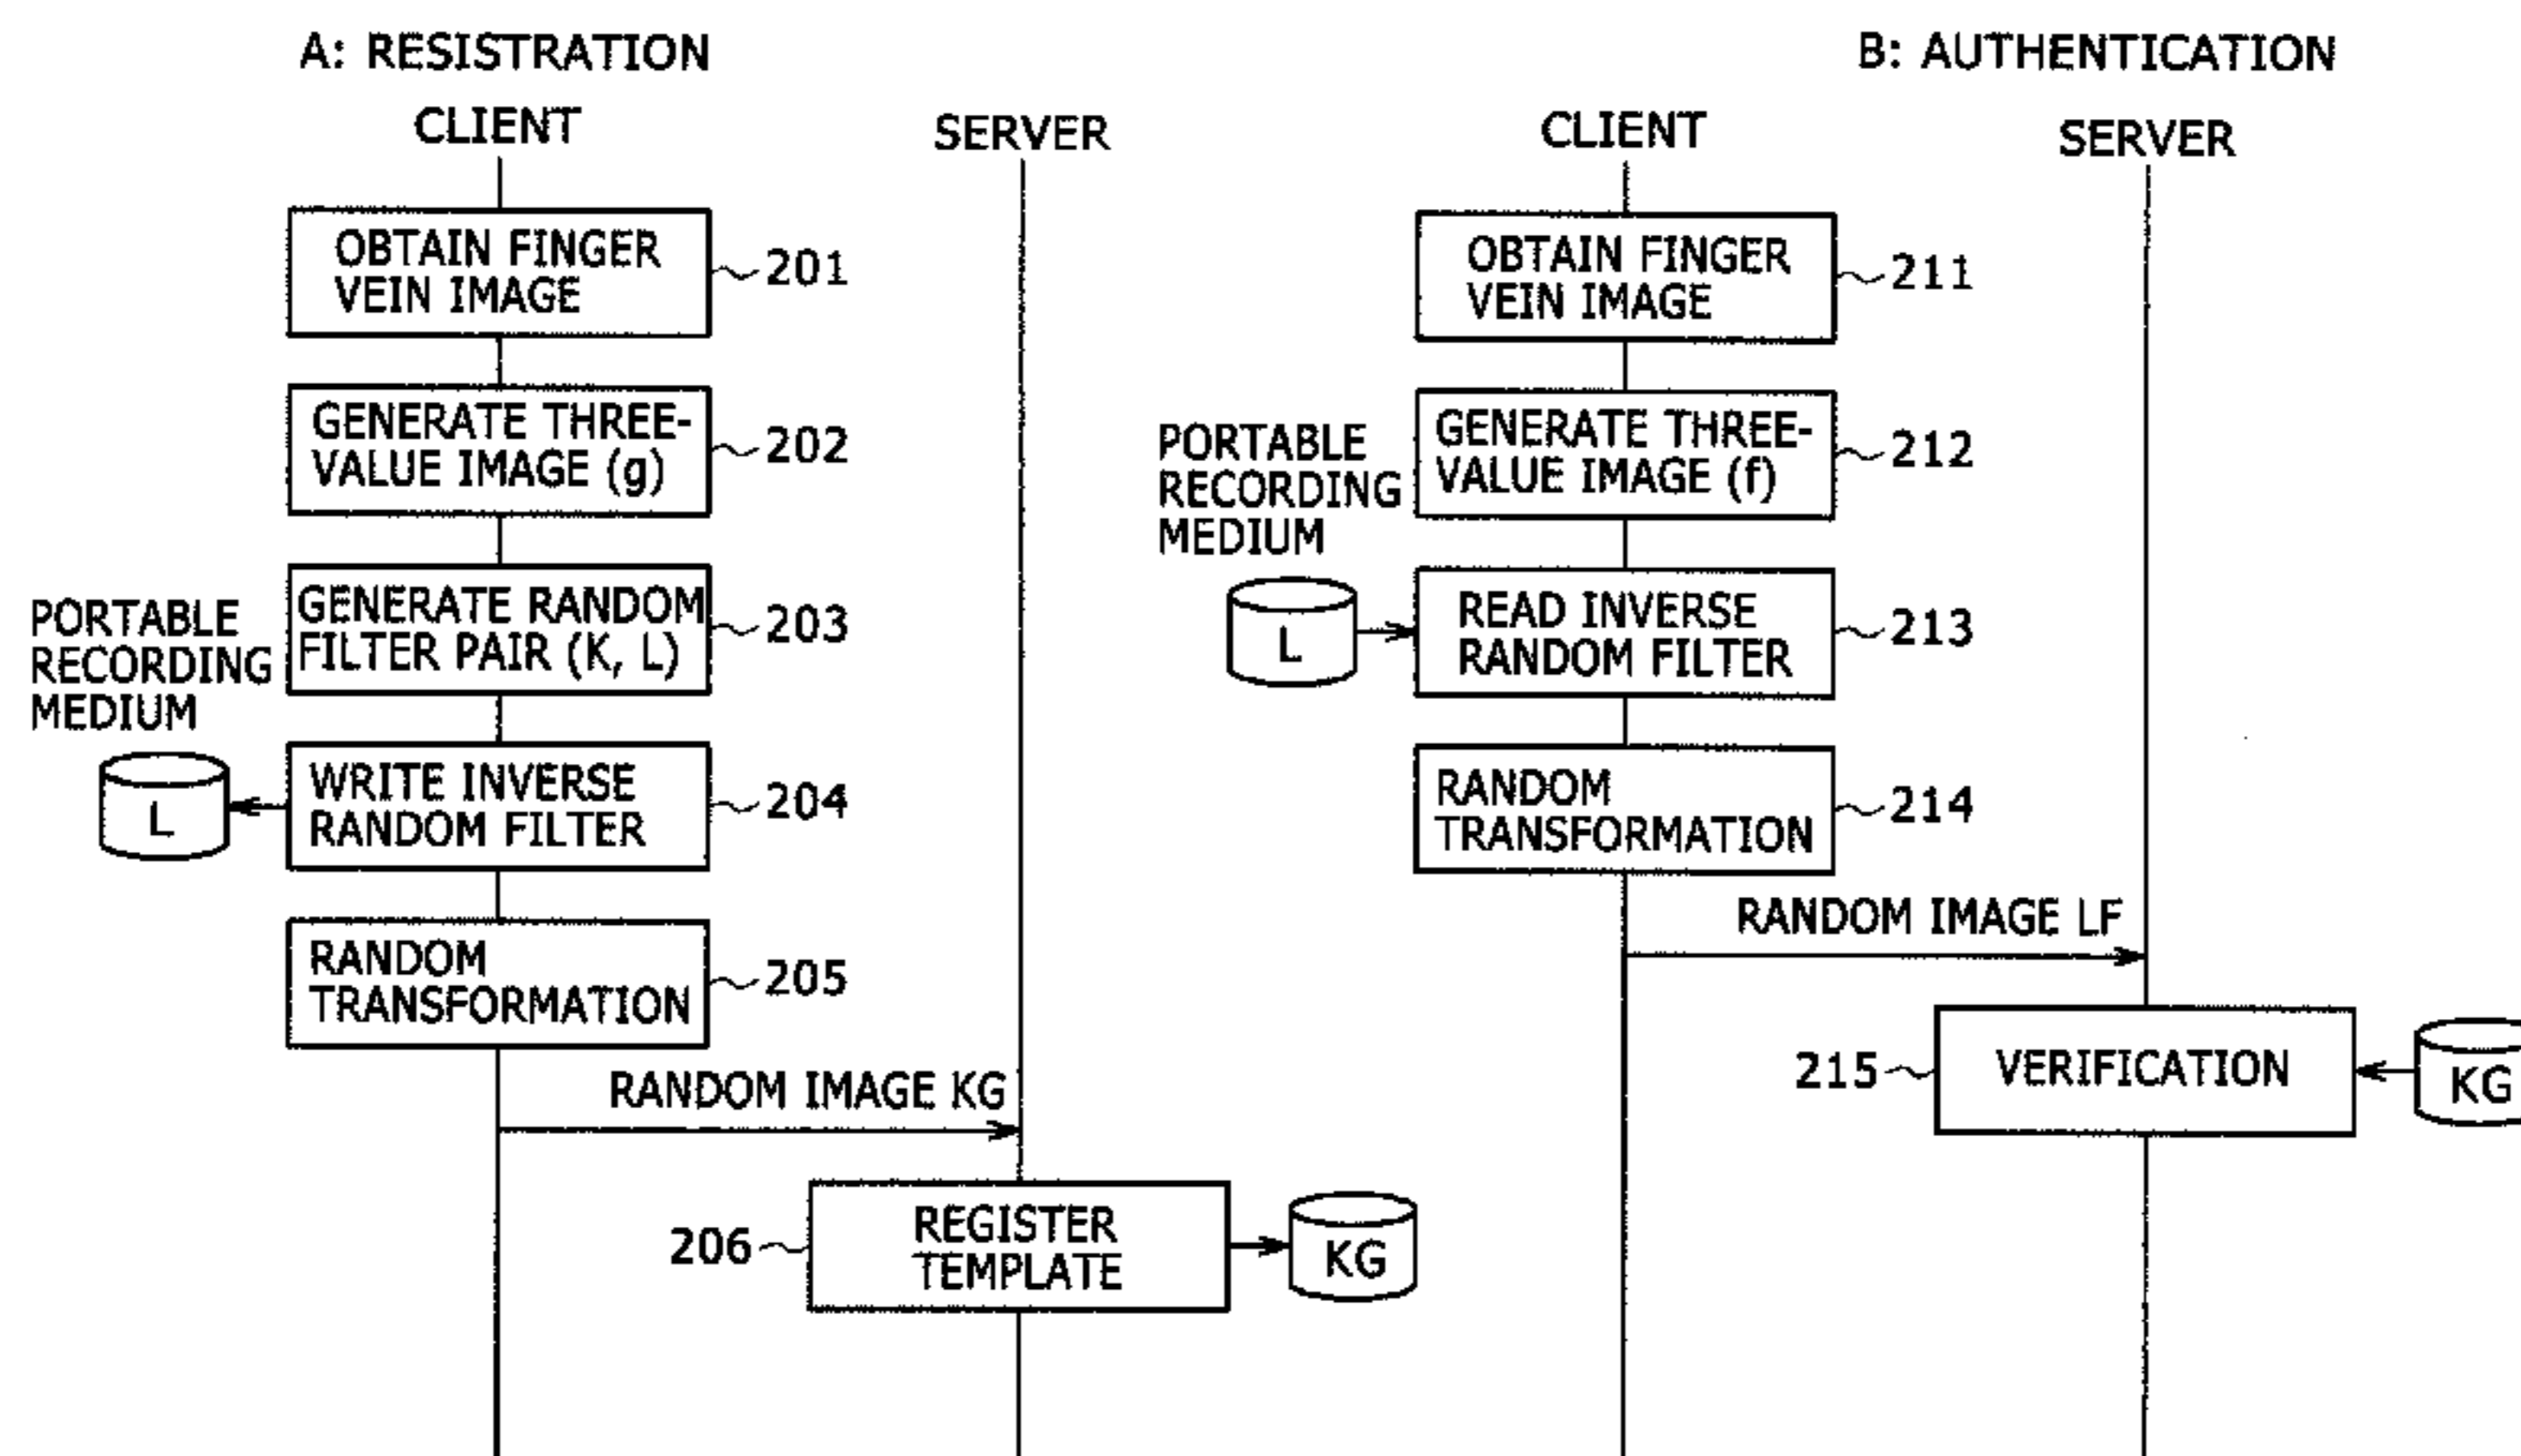 A: RESISTRATION
CLIENT
SERVER
OBTAIN FINGER
VEIN IMAGE
201
GENERATE THREE-
VALUE IMAGE (g)
202
GENERATE RANDOM
FILTER PAIR (K, L)
203
PORTABLE
RECORDING
MEDIUM
L
WRITE INVERSE
RANDOM FILTER
204
RANDOM
TRANSFORMATION
205
RANDOM IMAGE KG
206
REGISTER
TEMPLATE
KG
B: AUTHENTICATION
CLIENT
SERVER
OBTAIN FINGER
VEIN IMAGE
211
GENERATE THREE-
VALUE IMAGE (f)
212
PORTABLE
RECORDING
MEDIUM
L
READ INVERSE
RANDOM FILTER
213
RANDOM
TRANSFORMATION
214
RANDOM IMAGE LF
215
VERIFICATION
KG